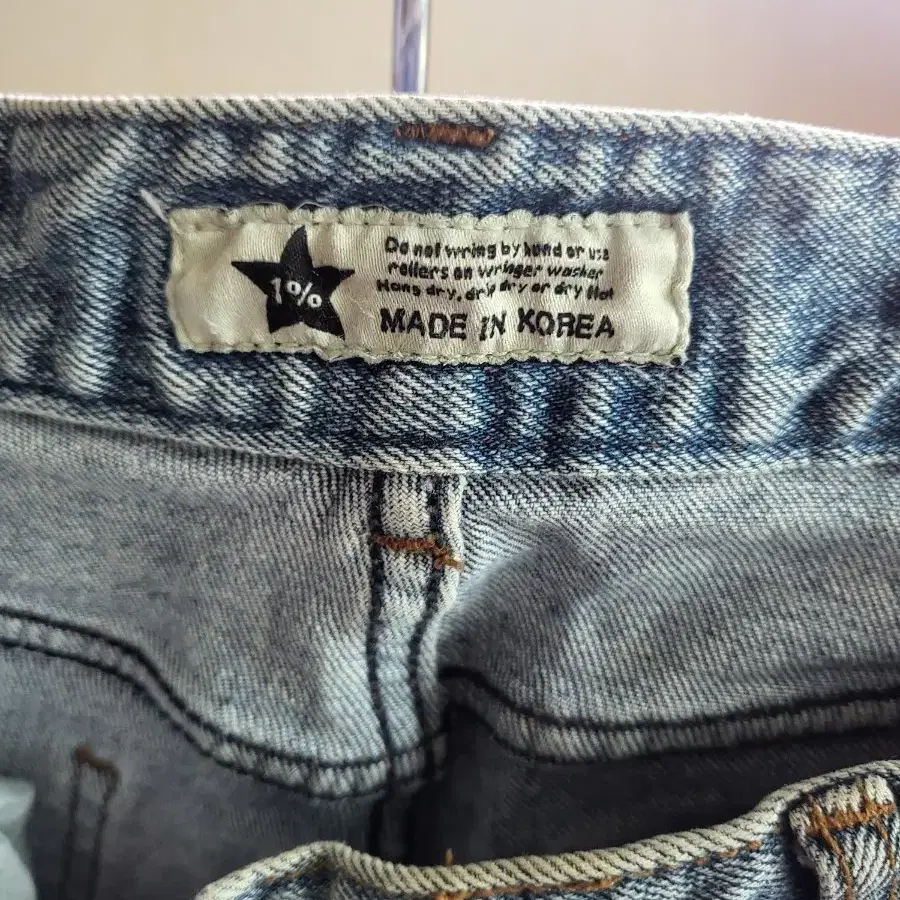 1%
Do not wring by hand or use
rollers on wringer washer
Hang dry, drip dry or dry flat
MADE IN KOREA